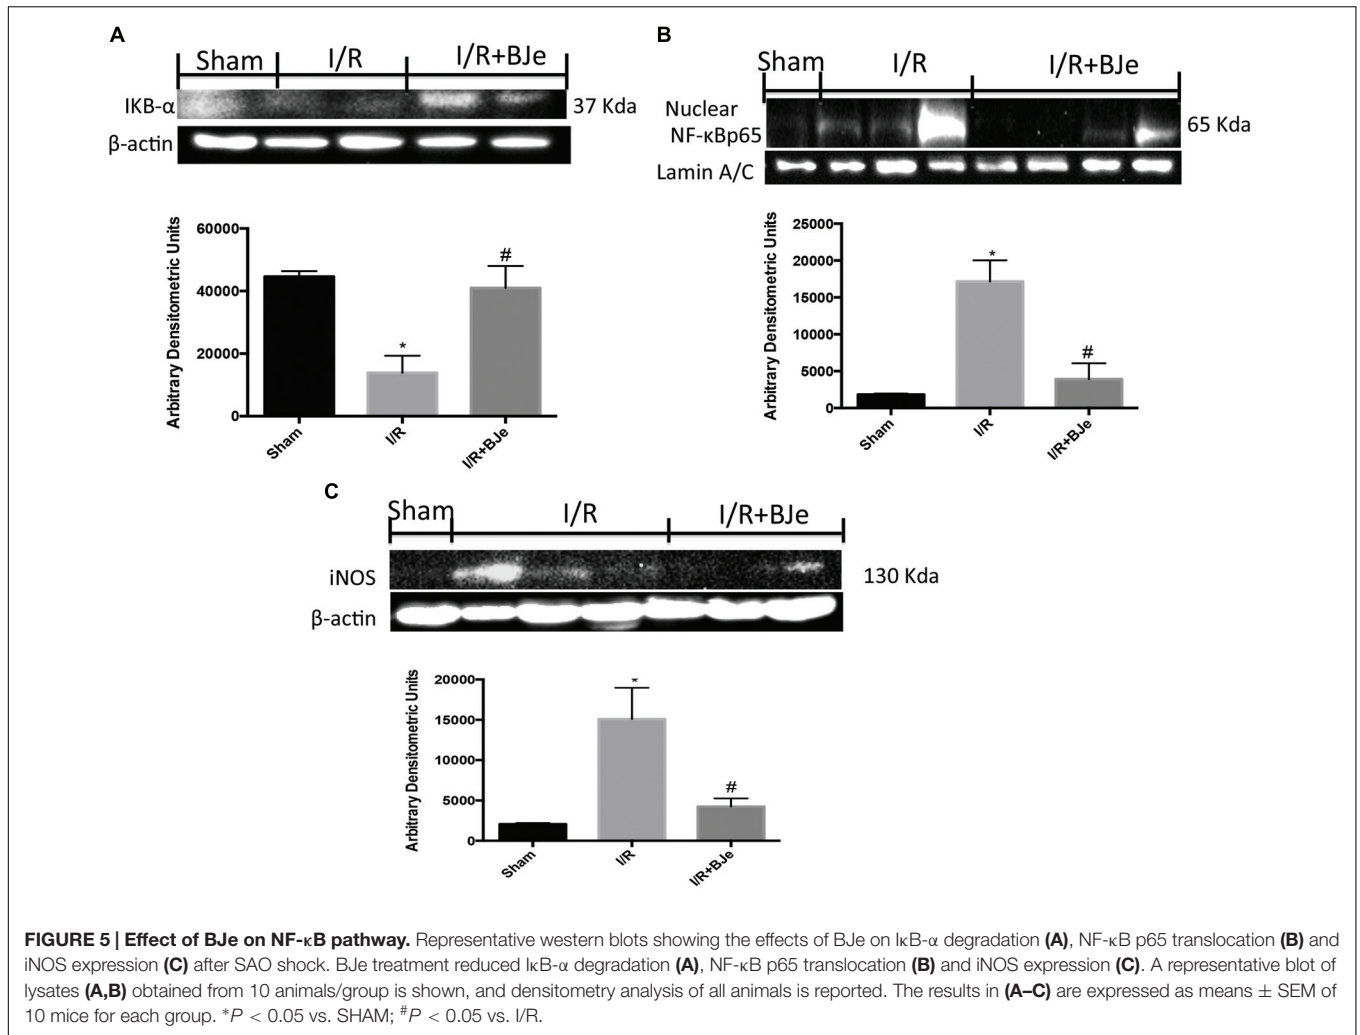 A
Sham I/R I/R+BJe
IKB-α 37 Kda
β-actin
Arbitrary Densitometric Units
60000
40000
20000
0
*
#
Sham
I/R
I/R+BJe
B
Sham I/R I/R+BJe
Nuclear
NF-κBp65 65 Kda
Lamin A/C
Arbitrary Densitometric Units
25000
20000
15000
10000
5000
0
*
#
Sham
I/R
I/R+BJe
C
Sham I/R I/R+BJe
iNOS 130 Kda
β-actin
Arbitrary Densitometric Units
20000
15000
10000
5000
0
*
#
Sham
I/R
I/R+BJe
FIGURE 5 | Effect of BJe on NF-κB pathway. Representative western blots showing the effects of BJe on IκB-α degradation (A), NF-κB p65 translocation (B) and
iNOS expression (C) after SAO shock. BJe treatment reduced IκB-α degradation (A), NF-κB p65 translocation (B) and iNOS expression (C). A representative blot of
lysates (A,B) obtained from 10 animals/group is shown, and densitometry analysis of all animals is reported. The results in (A–C) are expressed as means ± SEM of
10 mice for each group. *P < 0.05 vs. SHAM; #P < 0.05 vs. I/R.